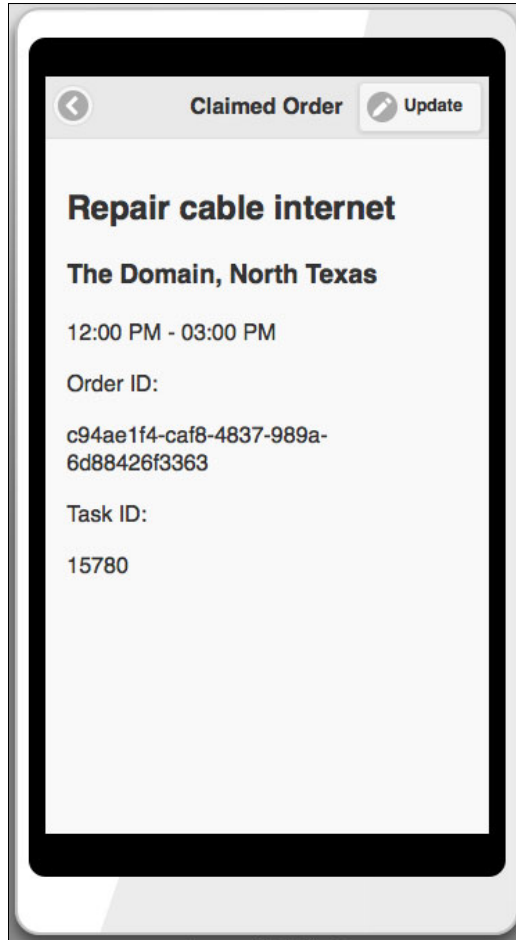 Claimed Order
Update
Repair cable internet
The Domain, North Texas
12:00 PM - 03:00 PM
Order ID:
c94ae1f4-caf8-4837-989a-
6d88426f3363
Task ID:
15780